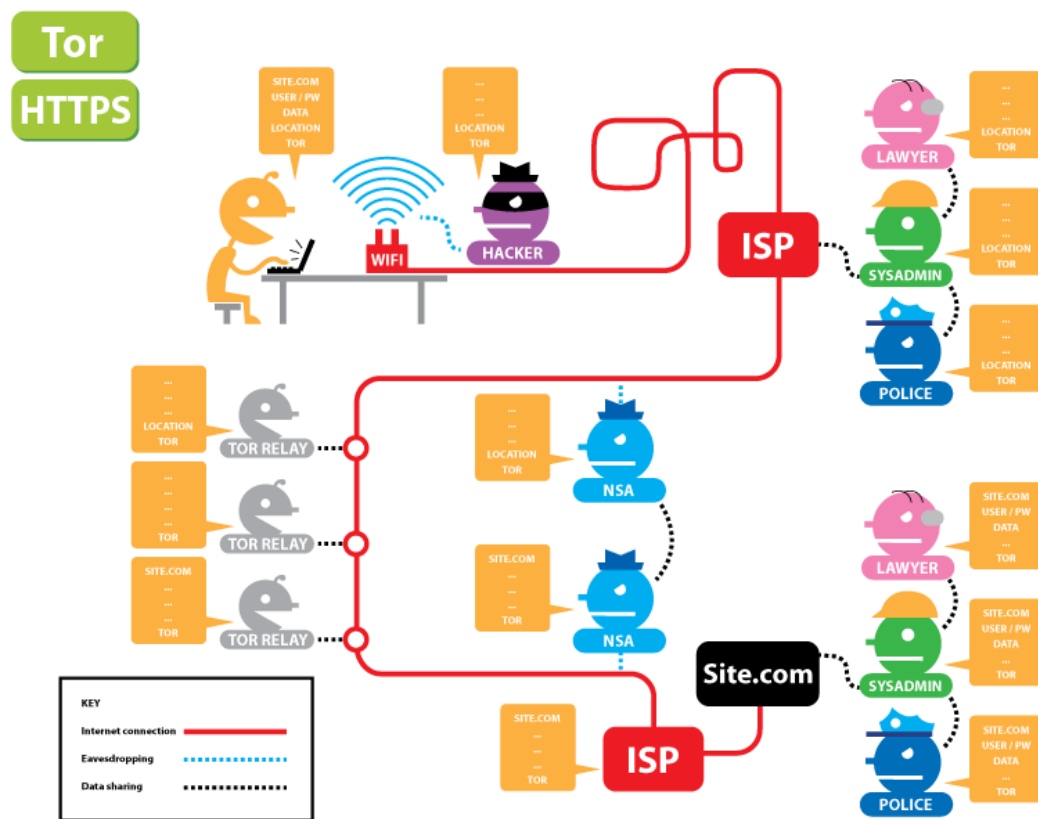 Tor
HTTPS
SITE.COM
USER / PW
DATA
LOCATION
TOR
...
...
...
LOCATION
TOR
WIFI
HACKER
ISP
...
...
...
LOCATION
TOR
LAWYER
...
...
...
LOCATION
TOR
SYSADMIN
...
...
...
LOCATION
TOR
POLICE
...
...
...
LOCATION
TOR
TOR RELAY
...
...
...
...
TOR
TOR RELAY
SITE.COM
...
...
...
TOR
TOR RELAY
...
...
...
LOCATION
TOR
NSA
SITE.COM
...
...
...
TOR
NSA
SITE.COM
USER / PW
DATA
...
TOR
LAWYER
SITE.COM
USER / PW
DATA
...
TOR
SYSADMIN
SITE.COM
USER / PW
DATA
...
TOR
POLICE
Site.com
SITE.COM
...
...
...
TOR
ISP
KEY
Internet connection
Eavesdropping
Data sharing